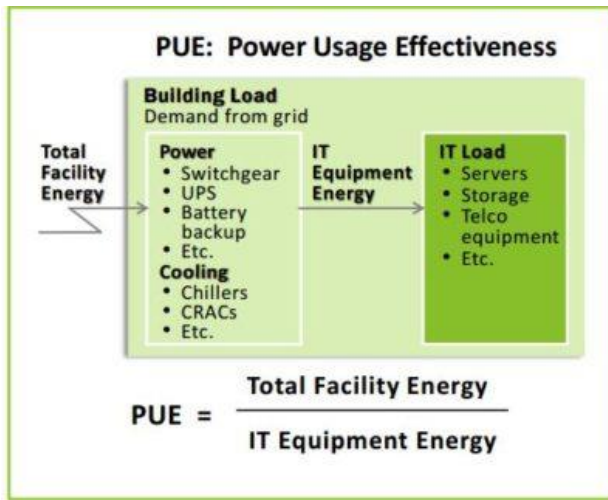 PUE: Power Usage Effectiveness
Building Load
Demand from grid
Total
Facility
Energy
Power
• Switchgear
• UPS
• Battery
backup
• Etc.
Cooling
• Chillers
• CRACs
• Etc.
IT
Equipment
Energy
IT Load
• Servers
• Storage
• Telco
equipment
• Etc.
PUE =
Total Facility Energy
IT Equipment Energy